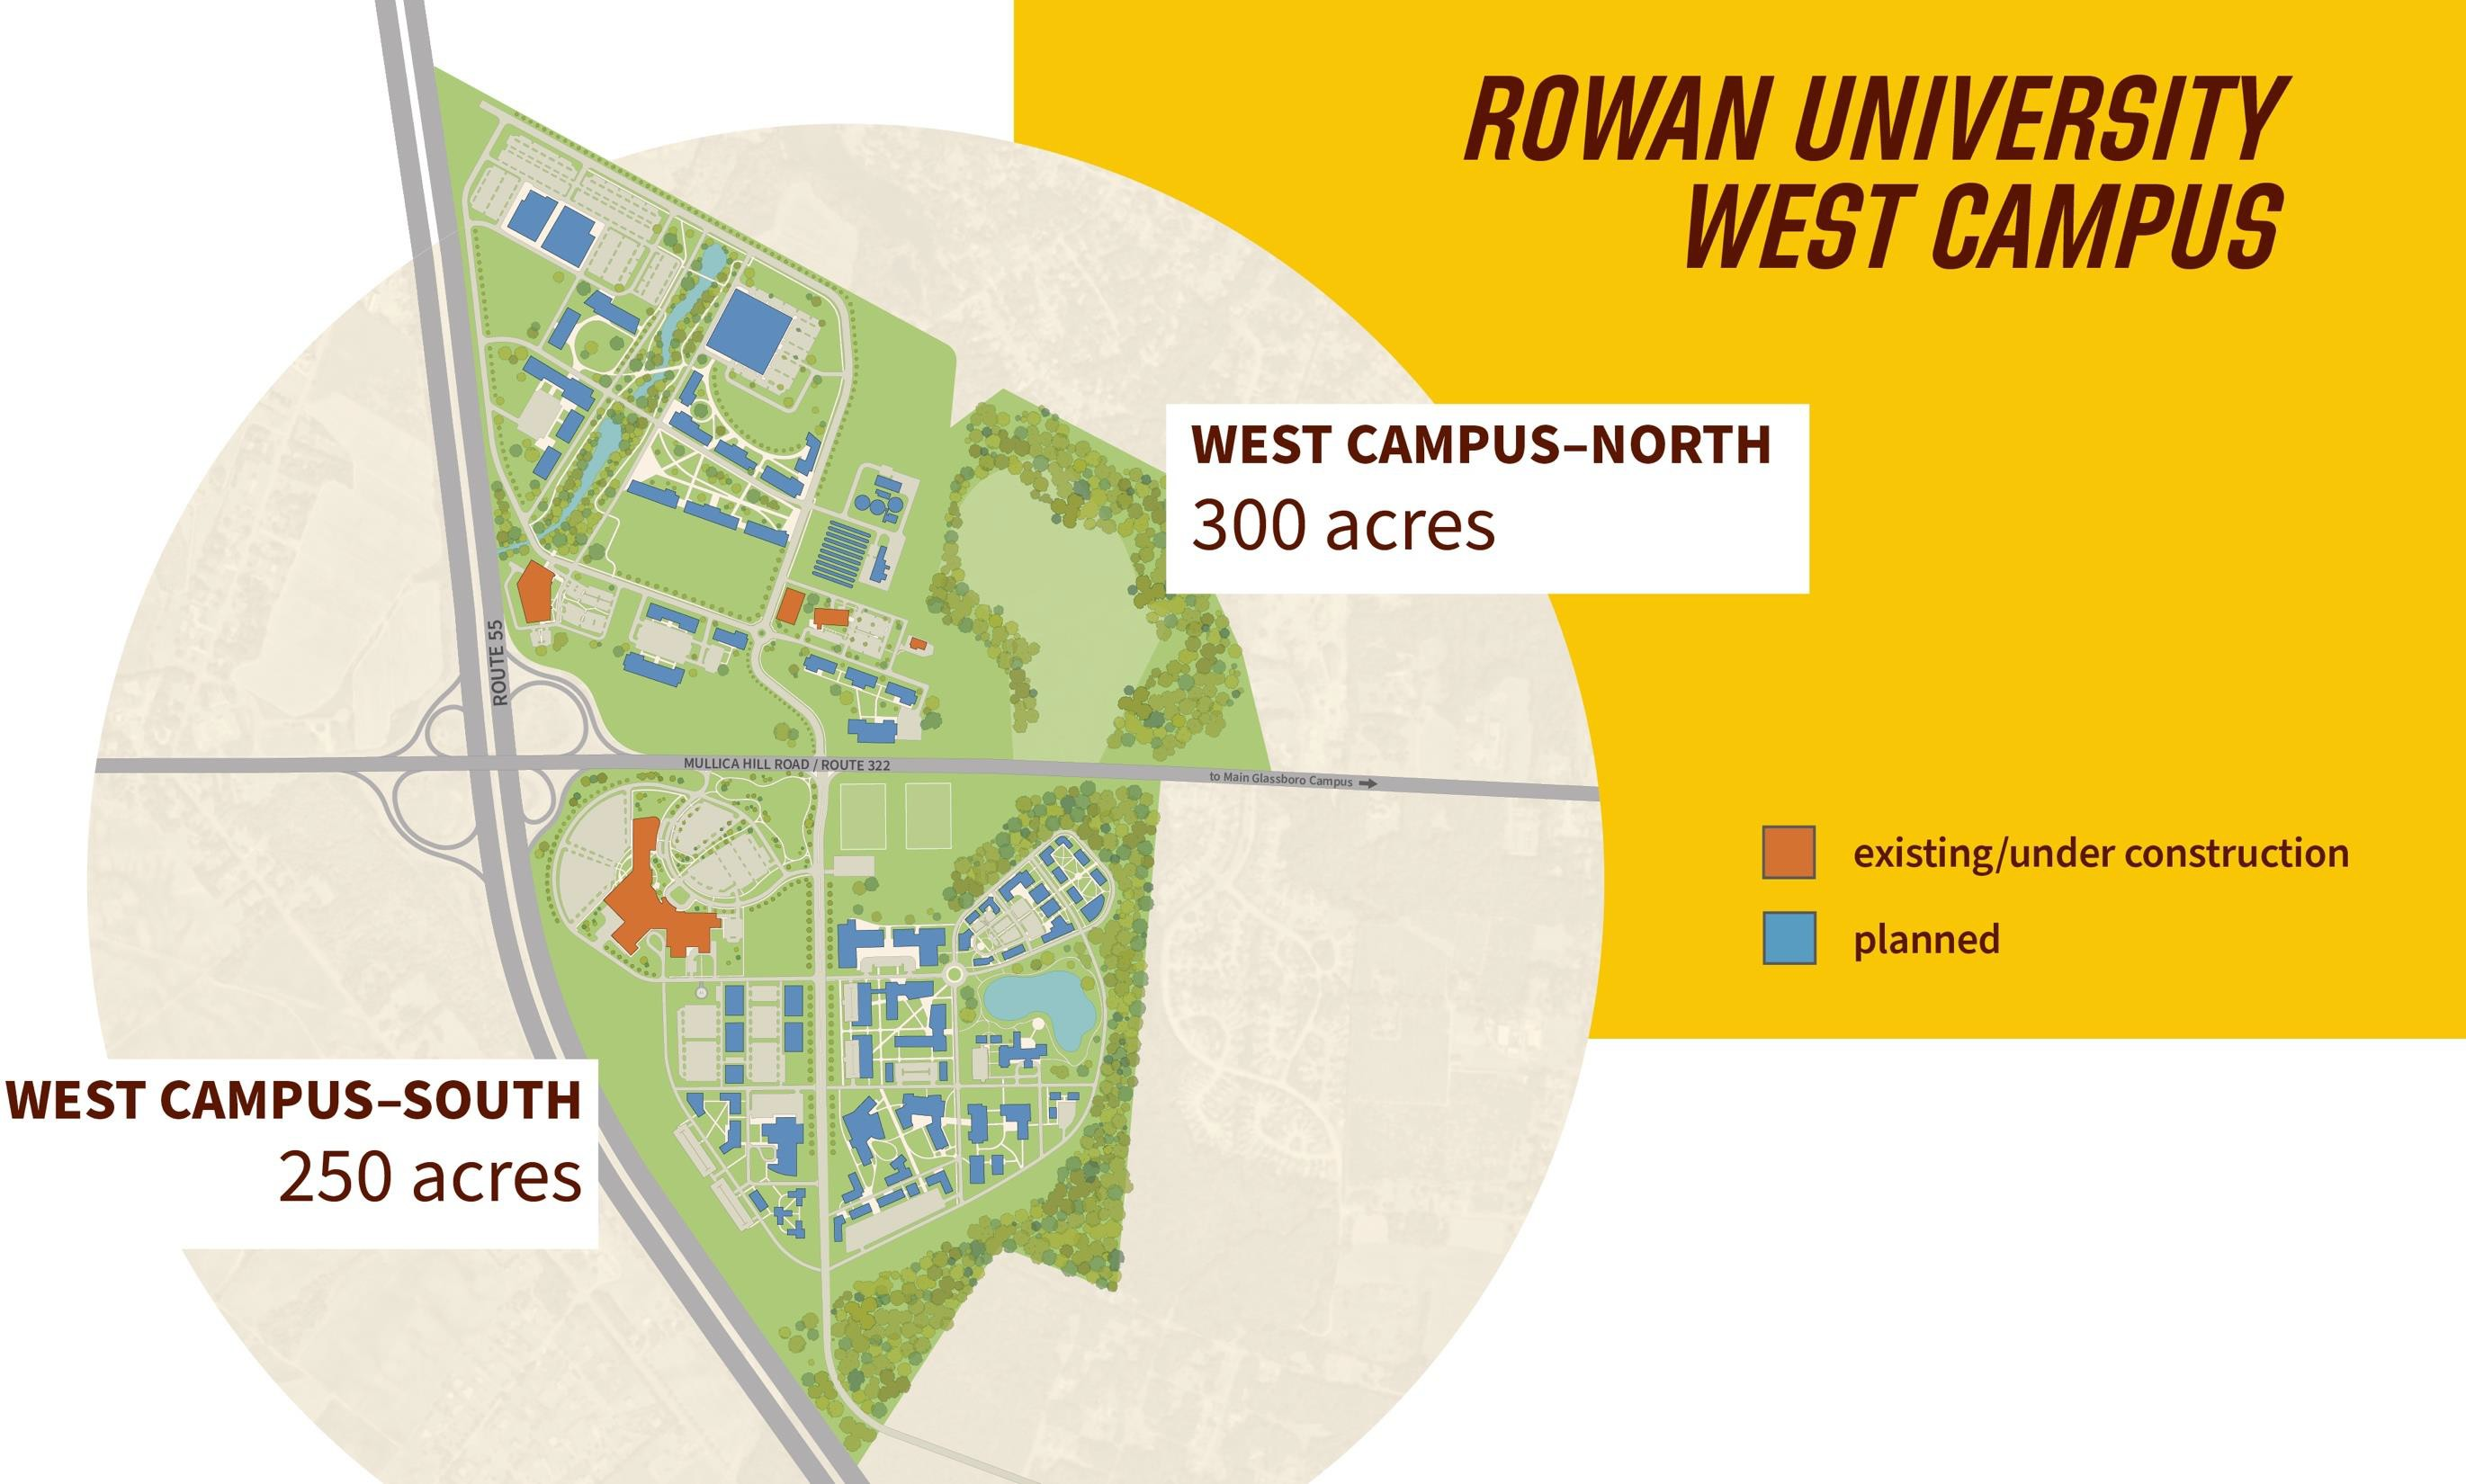 ROWAN UNIVERSITY
WEST CAMPUS
WEST CAMPUS–NORTH
300 acres
ROUTE 55
MULLICA HILL ROAD / ROUTE 322
to Main Glassboro Campus
existing/under construction
planned
WEST CAMPUS–SOUTH
250 acres